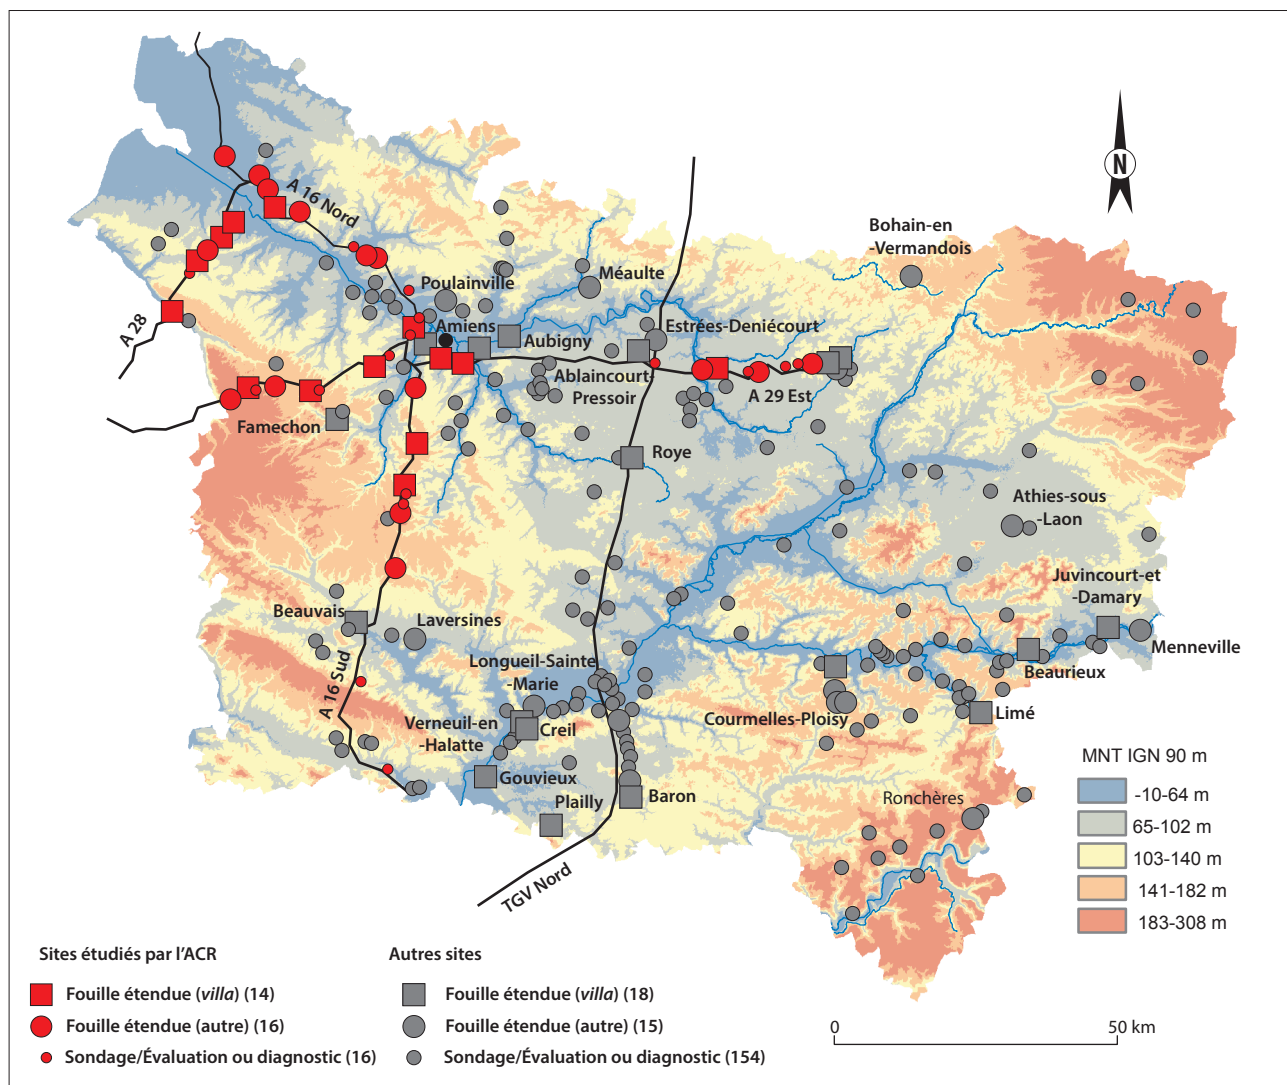 N
A 16 Nord
Bohain-en
-Vermandois
Méaulte
Poulainville
A 28
Amiens
Estrées-Deniécourt
Aubigny
Ablaincourt-
Pressoir
A 29 Est
Famechon
Roye
Athies-sous
-Laon
Juvincourt-et
-Damary
Beauvais
Laversines
Menneville
Longueil-Sainte
-Marie
Beaurieux
A 16 Sud
Verneuil-en
-Halatte
Creil
Courmelles-Ploisy
Limé
Gouvieux
Plailly
Baron
Ronchères
TGV Nord
MNT IGN 90 m
-10-64 m
65-102 m
103-140 m
141-182 m
183-308 m
Sites étudiés par l'ACR
Fouille étendue (villa) (14)
Fouille étendue (autre) (16)
Sondage/Évaluation ou diagnostic (16)
Autres sites
Fouille étendue (villa) (18)
Fouille étendue (autre) (15)
Sondage/Évaluation ou diagnostic (154)
0
50 km